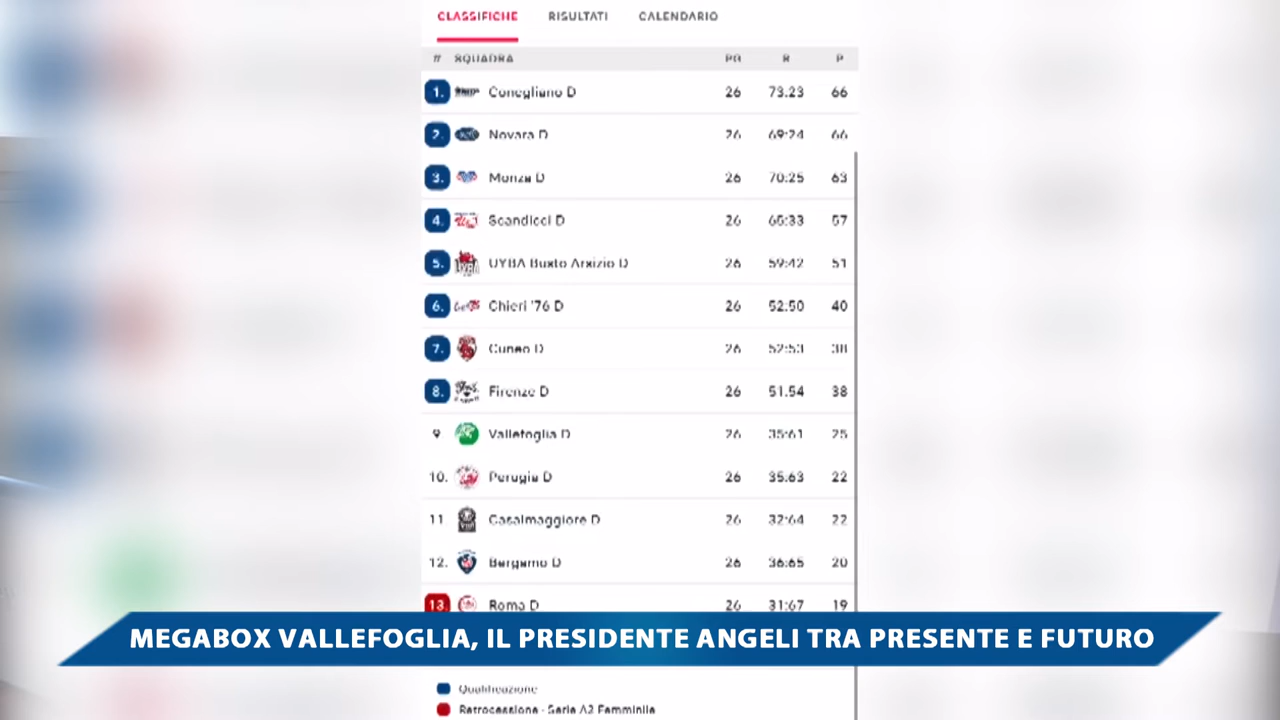 CLASSIFICHE RISULTATI CALENDARIO
# SQUADRA PG R P
1. Conegliano D 26 73:23 66
2. Novara D 26 69:24 66
3. Monza D 26 70:25 63
4. Scandicci D 26 65:33 57
5. UYBA Busto Arsizio D 26 59:42 51
6. Chieri '76 D 26 52:50 40
7. Cuneo D 26 52:53 38
8. Firenze D 26 51:54 38
9 Vallefoglia D 26 35:61 25
10. Perugia D 26 35:63 22
11 Casalmaggiore D 26 32:64 22
12. Bergamo D 26 36:65 20
13. Roma D 26 31:67 19
MEGABOX VALLEFOGLIA, IL PRESIDENTE ANGELI TRA PRESENTE E FUTURO
Qualificazione
Retrocessione - Serie A2 Femminile